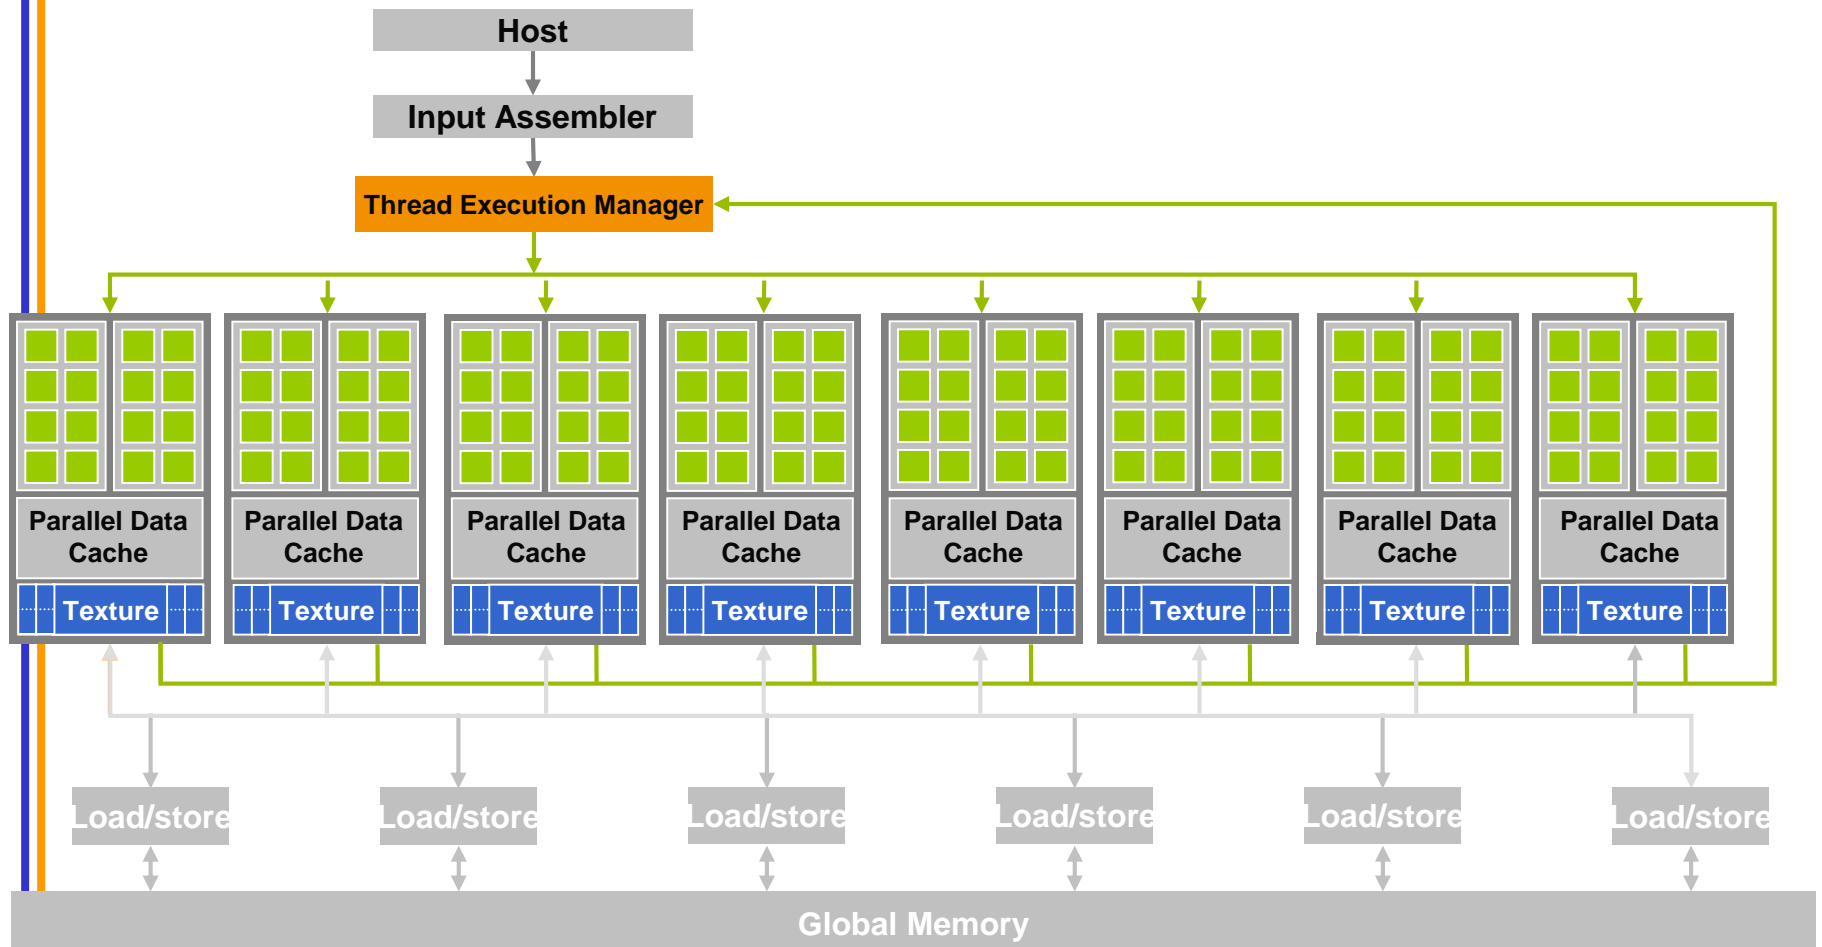 Host
Input Assembler
Thread Execution Manager
Parallel Data
Cache
Parallel Data
Cache
Parallel Data
Cache
Parallel Data
Cache
Parallel Data
Cache
Parallel Data
Cache
Parallel Data
Cache
Parallel Data
Cache
Texture
Texture
Texture
Texture
Texture
Texture
Texture
Texture
Load/store
Load/store
Load/store
Load/store
Load/store
Load/store
Global Memory